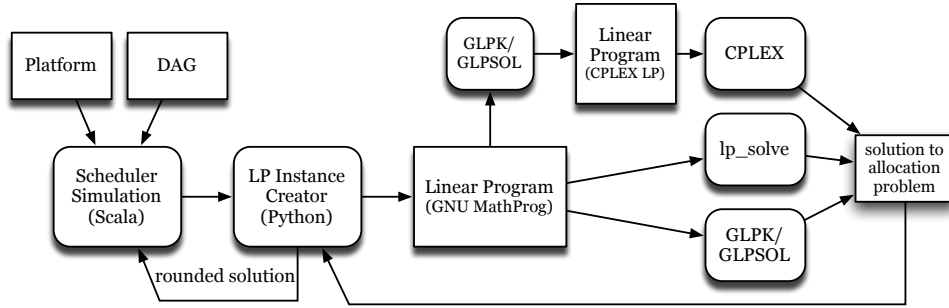 Platform
DAG
Scheduler
Simulation
(Scala)
LP Instance
Creator
(Python)
rounded solution
Linear Program
(GNU MathProg)
GLPK/
GLPSOL
Linear
Program
(CPLEX LP)
CPLEX
lp_solve
GLPK/
GLPSOL
solution to
allocation
problem